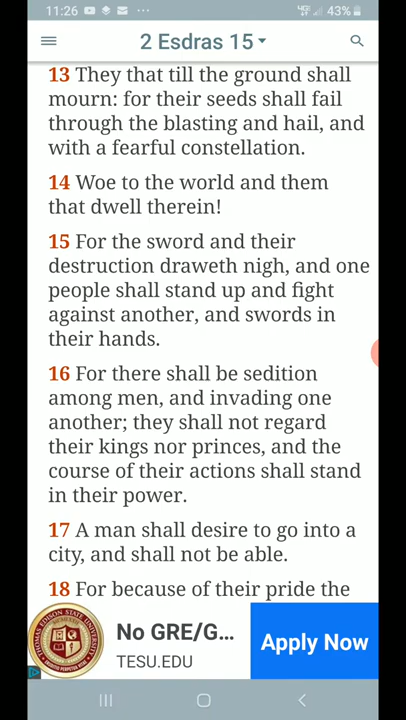 11:26 43%
2 Esdras 15
13 They that till the ground shall
mourn: for their seeds shall fail
through the blasting and hail, and
with a fearful constellation.
14 Woe to the world and them
that dwell therein!
15 For the sword and their
destruction draweth nigh, and one
people shall stand up and fight
against another, and swords in
their hands.
16 For there shall be sedition
among men, and invading one
another; they shall not regard
their kings nor princes, and the
course of their actions shall stand
in their power.
17 A man shall desire to go into a
city, and shall not be able.
18 For because of their pride the
No GRE/G...
TESU.EDU
Apply Now
THOMAS EDISON STATE UNIVERSITY